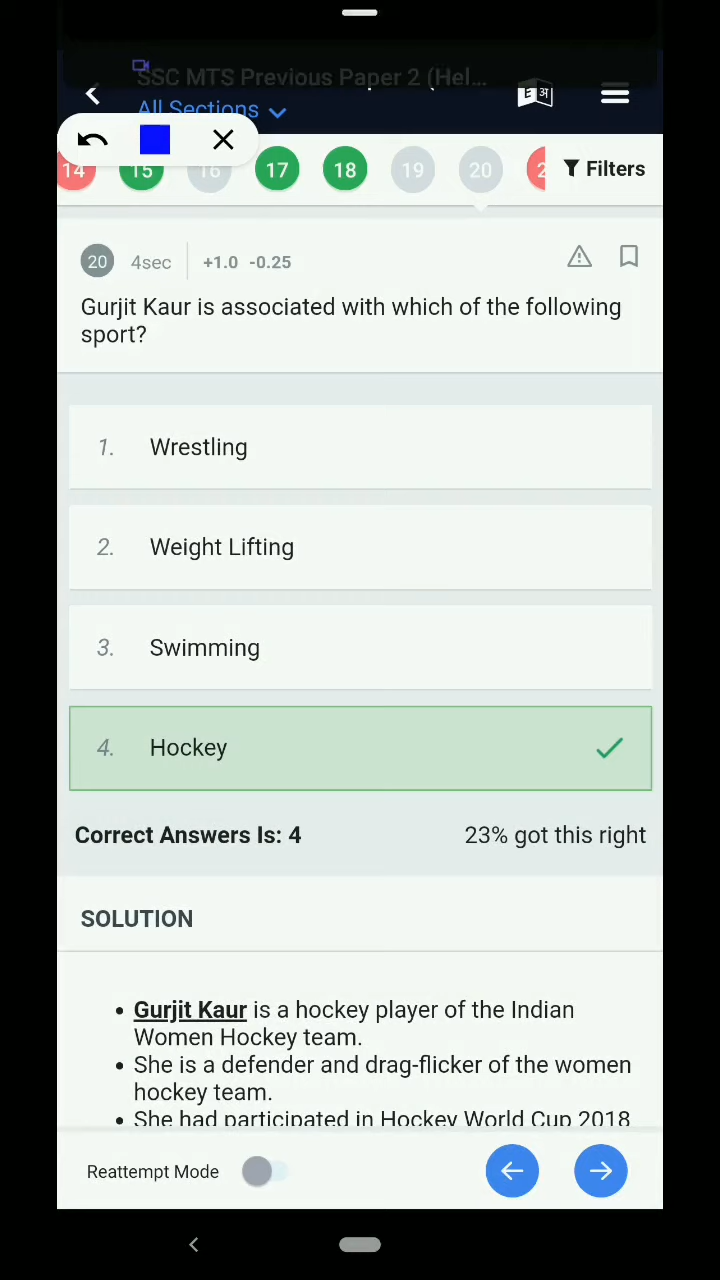 SSC MTS Previous Paper 2 (Hel...
All Sections
E अ
14 15 16 17 18 19 20 2 Filters
20 4sec +1.0 -0.25
Gurjit Kaur is associated with which of the following
sport?
1. Wrestling
2. Weight Lifting
3. Swimming
4. Hockey
Correct Answers Is: 4 23% got this right
SOLUTION
• Gurjit Kaur is a hockey player of the Indian
Women Hockey team.
• She is a defender and drag-flicker of the women
hockey team.
• She had participated in Hockey World Cup 2018
Reattempt Mode